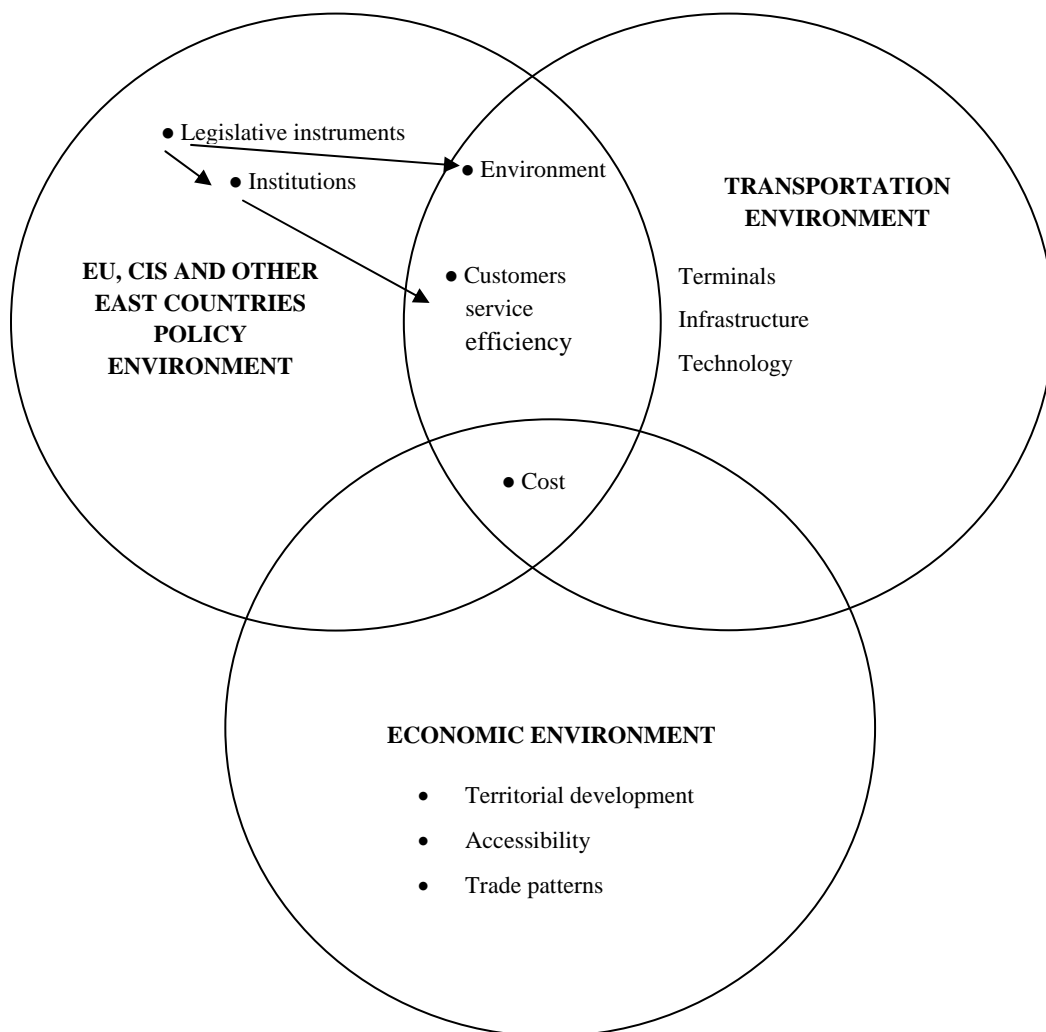 ● Legislative instruments
● Institutions
EU, CIS AND OTHER
EAST COUNTRIES
POLICY
ENVIRONMENT
● Environment
● Customers
service
efficiency
TRANSPORTATION
ENVIRONMENT
Terminals
Infrastructure
Technology
● Cost
ECONOMIC ENVIRONMENT
● Territorial development
● Accessibility
● Trade patterns